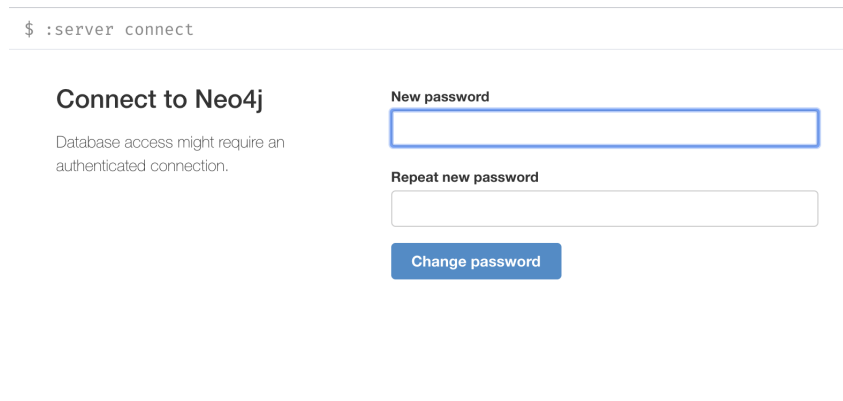 $ :server connect
Connect to Neo4j
Database access might require an
authenticated connection.
New password
Repeat new password
Change password